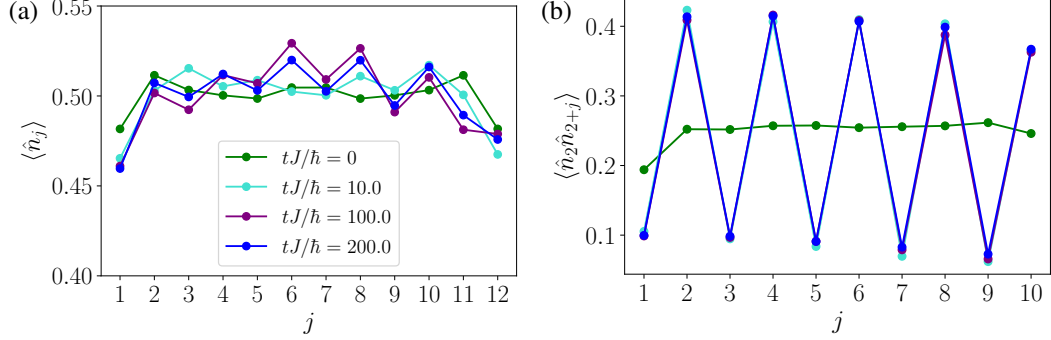 (a)
0.55
0.50
0.45
0.40
⟨n̂_j⟩
tJ/ħ = 0
tJ/ħ = 10.0
tJ/ħ = 100.0
tJ/ħ = 200.0
1 2 3 4 5 6 7 8 9 10 11 12
j
(b)
0.4
0.3
0.2
0.1
⟨n̂_2 n̂_{2+j}⟩
1 2 3 4 5 6 7 8 9 10
j